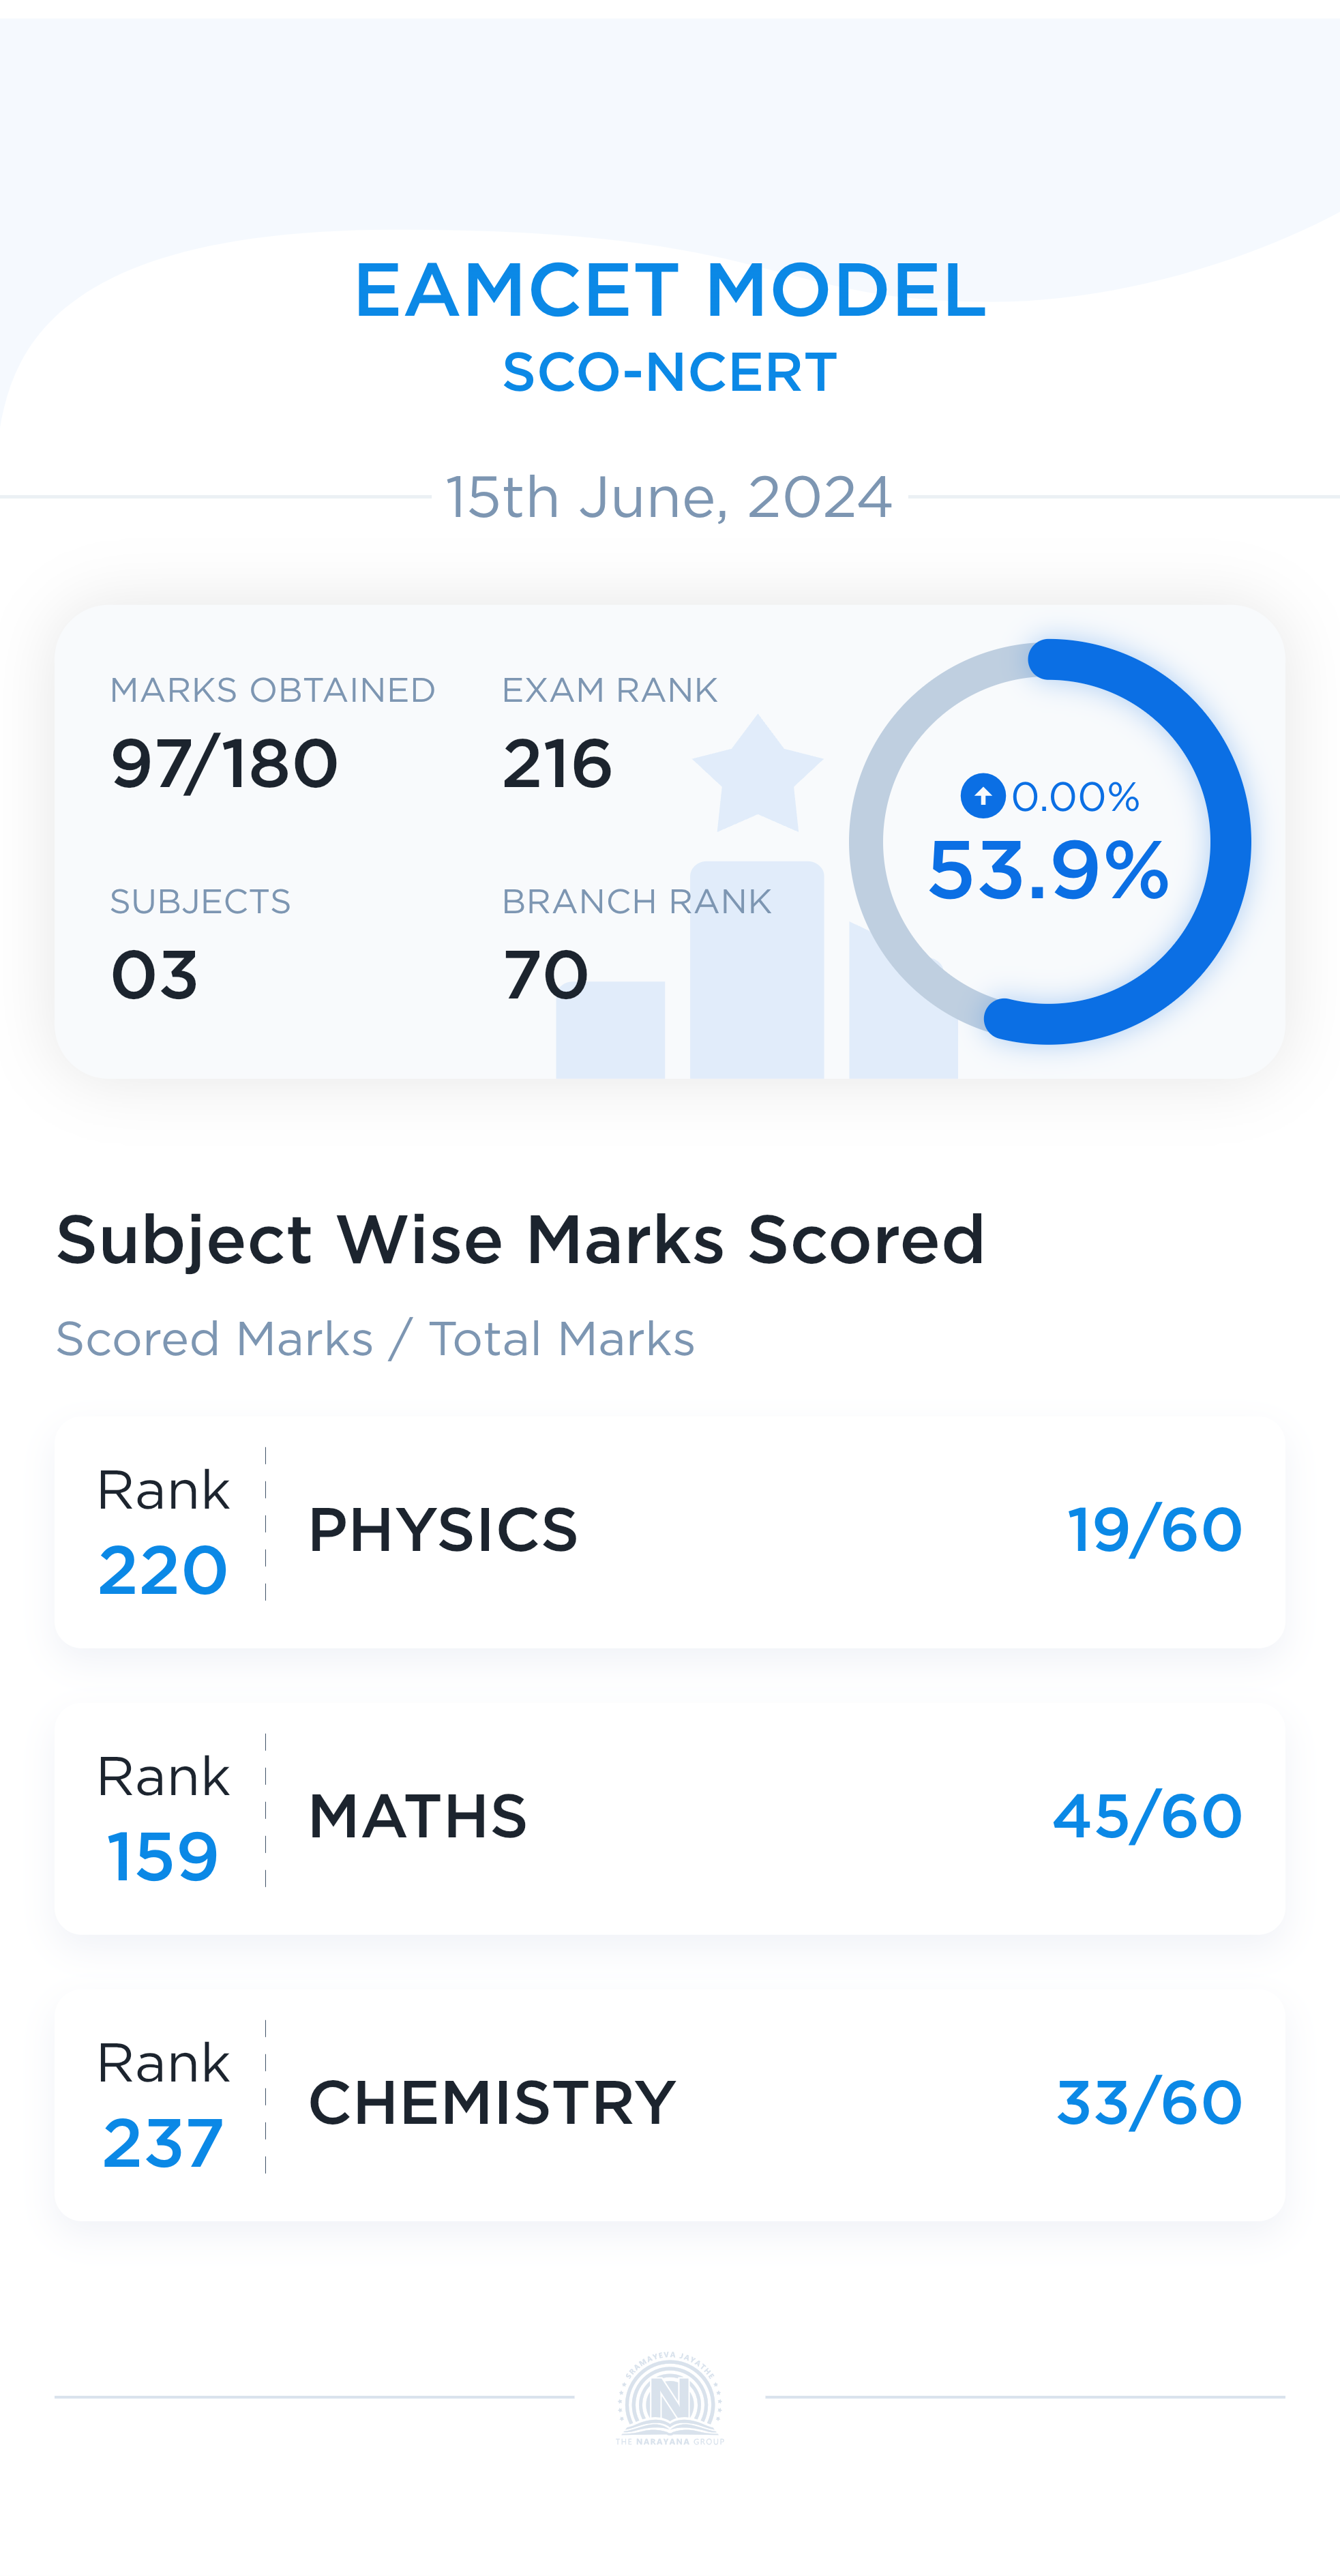 EAMCET MODEL
SCO-NCERT
15th June, 2024
MARKS OBTAINED
97/180
EXAM RANK
216
SUBJECTS
03
BRANCH RANK
70
0.00%
53.9%
Subject Wise Marks Scored
Scored Marks / Total Marks
Rank
220
PHYSICS
19/60
Rank
159
MATHS
45/60
Rank
237
CHEMISTRY
33/60
SRAMAYEVA JAYATHE
N
THE NARAYANA GROUP